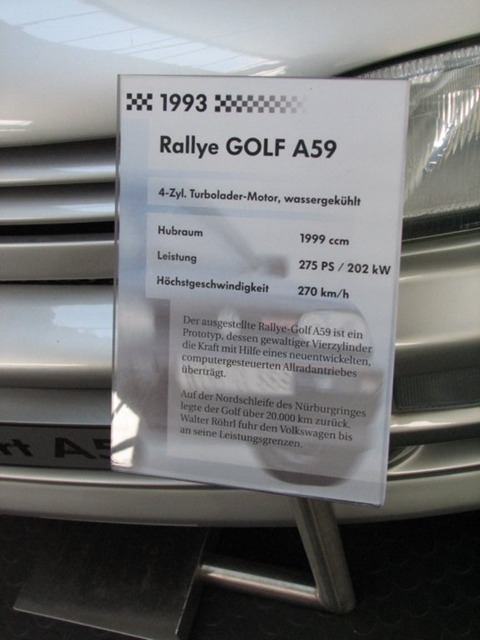 1993
Rallye GOLF A59
4-Zyl. Turbolader-Motor, wassergekühlt
Hubraum 1999 ccm
Leistung 275 PS / 202 kW
Höchstgeschwindigkeit 270 km/h
Der ausgestellte Rallye-Golf A59 ist ein
Prototyp, dessen gewaltiger Vierzylinder
die Kraft mit Hilfe eines neuentwickelten,
computergesteuerten Allradantriebes
überträgt.
Auf der Nordschleife des Nürburgringes
legte der Golf über 20.000 km zurück.
Walter Röhrl fuhr den Volkswagen bis
an seine Leistungsgrenzen.